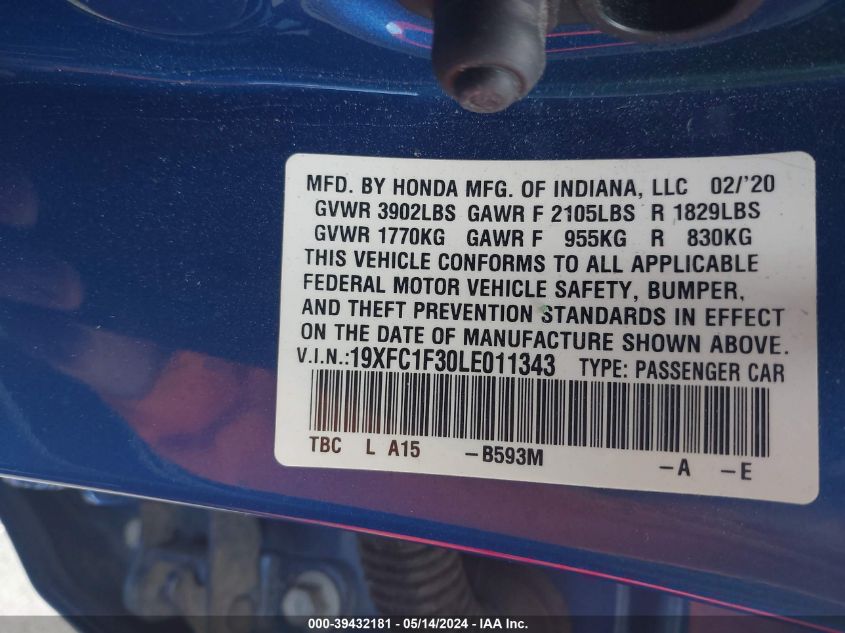 MFD. BY HONDA MFG. OF INDIANA, LLC 02/'20
GVWR 3902LBS GAWR F 2105LBS R 1829LBS
GVWR 1770KG GAWR F 955KG R 830KG
THIS VEHICLE CONFORMS TO ALL APPLICABLE
FEDERAL MOTOR VEHICLE SAFETY, BUMPER,
AND THEFT PREVENTION STANDARDS IN EFFECT
ON THE DATE OF MANUFACTURE SHOWN ABOVE.
V.I.N.:19XFC1F30LE011343 TYPE: PASSENGER CAR
TBC L A15 -B593M -A -E
000-39432181 - 05/14/2024 - IAA Inc.